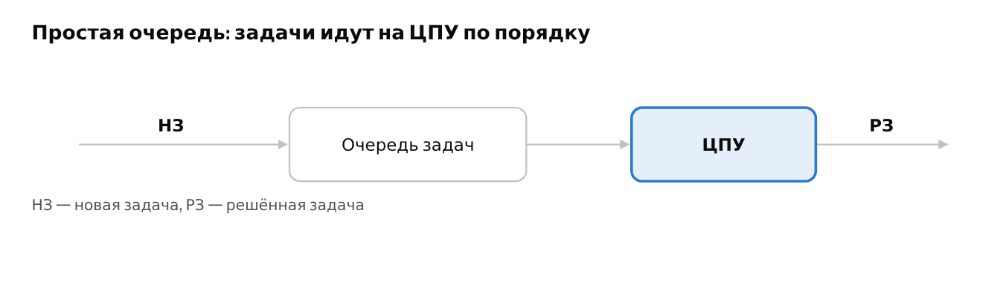 Простая очередь: задачи идут на ЦПУ по порядку
НЗ
Очередь задач
ЦПУ
РЗ
НЗ — новая задача, РЗ — решённая задача